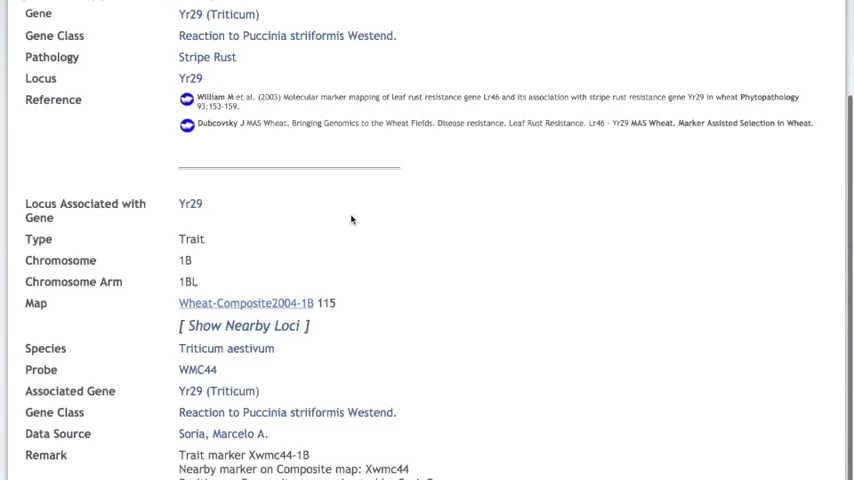 Gene Yr29 (Triticum)
Gene Class Reaction to Puccinia striiformis Westend.
Pathology Stripe Rust
Locus Yr29
Reference William M et al. (2003) Molecular marker mapping of leaf rust resistance gene Lr46 and its association with stripe rust resistance gene Yr29 in wheat Phytopathology
93:153-159.
Dubcovsky J MAS Wheat. Bringing Genomics to the Wheat Fields. Disease resistance. Leaf Rust Resistance. Lr46 - Yr29 MAS Wheat. Marker Assisted Selection in Wheat.
Locus Associated with Yr29
Gene
Type Trait
Chromosome 1B
Chromosome Arm 1BL
Map Wheat-Composite2004-1B 115
[ Show Nearby Loci ]
Species Triticum aestivum
Probe WMC44
Associated Gene Yr29 (Triticum)
Gene Class Reaction to Puccinia striiformis Westend.
Data Source Soria, Marcelo A.
Remark Trait marker Xwmc44-1B
Nearby marker on Composite map: Xwmc44